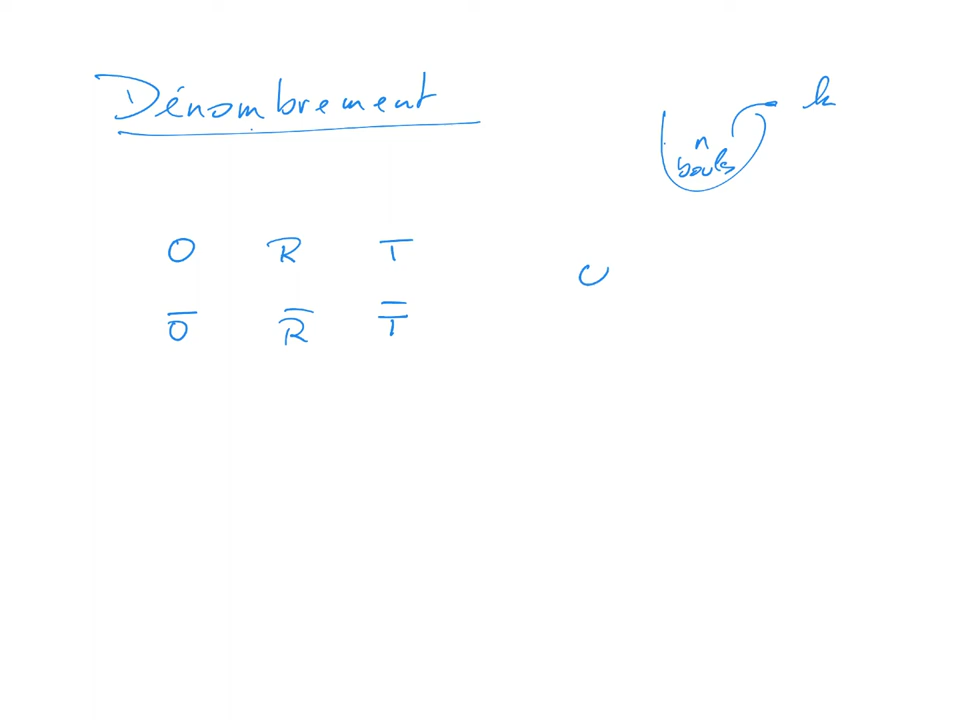 Dénombrement
k
n
boules
O R T
O̅ R̅ T̅